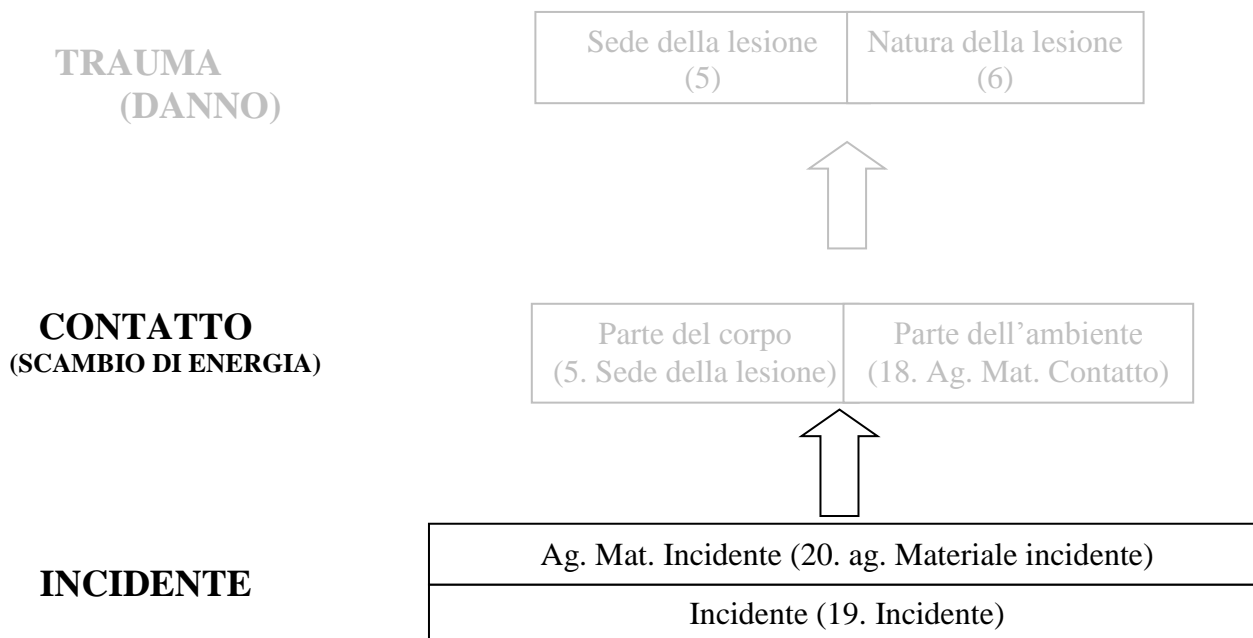 TRAUMA
(DANNO)
Sede della lesione
(5)
Natura della lesione
(6)
CONTATTO
(SCAMBIO DI ENERGIA)
Parte del corpo
(5. Sede della lesione)
Parte dell’ambiente
(18. Ag. Mat. Contatto)
INCIDENTE
Ag. Mat. Incidente (20. ag. Materiale incidente)
Incidente (19. Incidente)